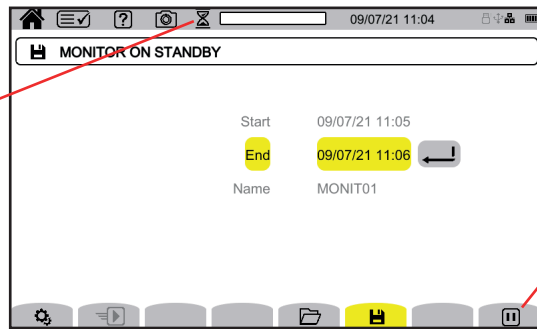 ? 09/07/21 11:04
MONITOR ON STANDBY
Start 09/07/21 11:05
End 09/07/21 11:06
Name MONIT01